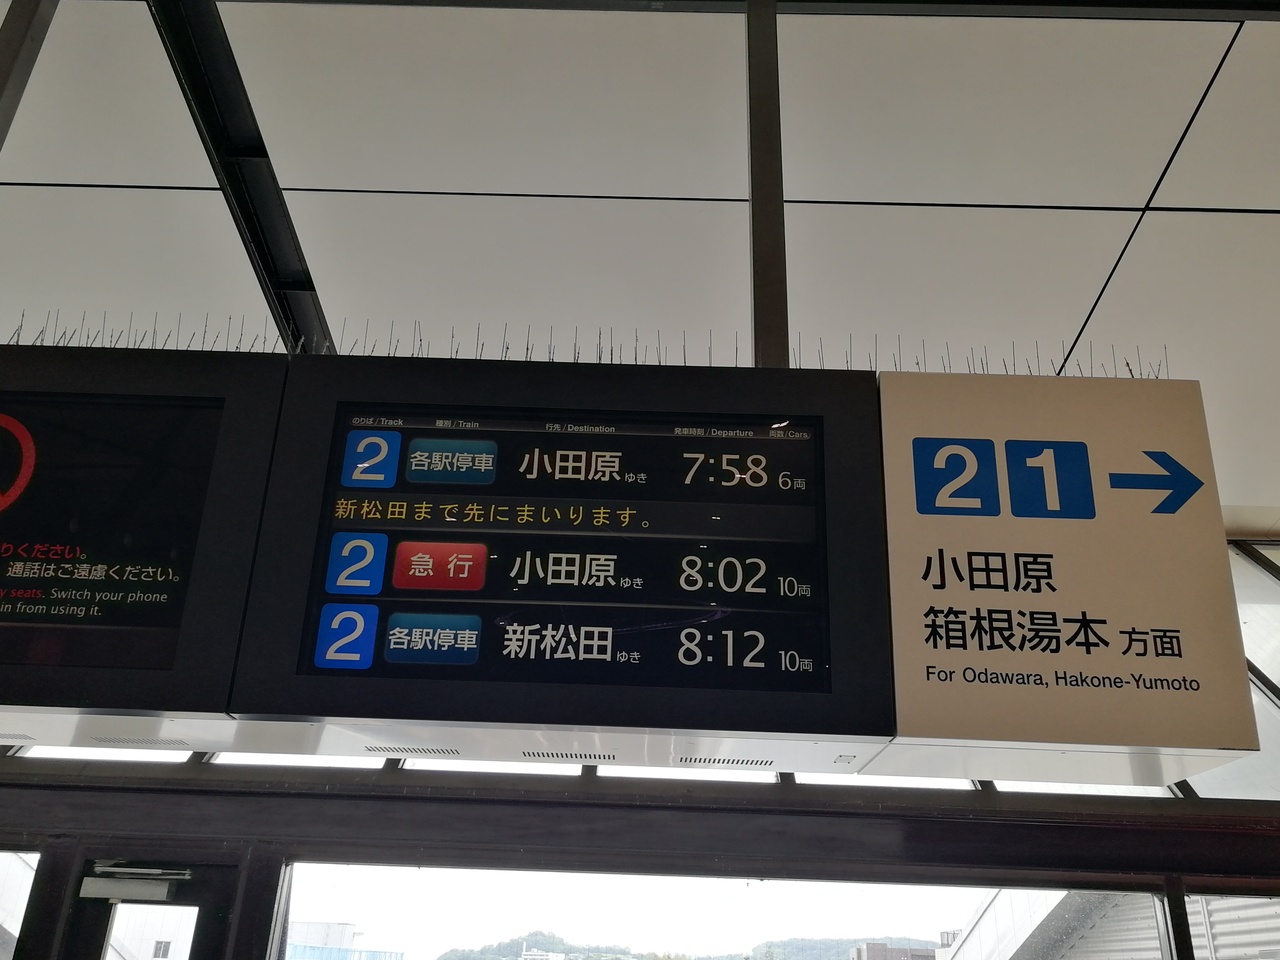 りください。
通話はご遠慮ください。
y seats. Switch your phone
in from using it.
のりば/Track 種別/Train 行先/Destination 発車時刻/Departure 両数/Cars
2 各駅停車 小田原 ゆき 7:58 6両
新松田まで先にまいります。
2 急行 小田原 ゆき 8:02 10両
2 各駅停車 新松田 ゆき 8:12 10両
2 1 →
小田原
箱根湯本 方面
For Odawara, Hakone-Yumoto